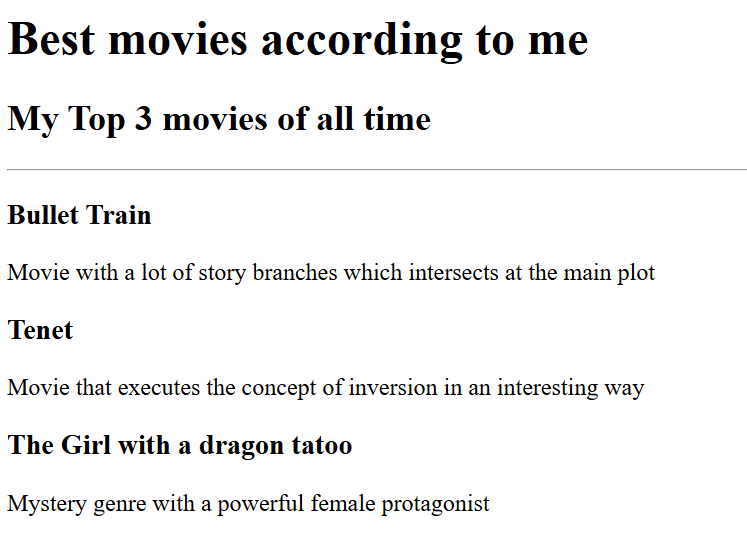 Best movies according to me
My Top 3 movies of all time
Bullet Train
Movie with a lot of story branches which intersects at the main plot
Tenet
Movie that executes the concept of inversion in an interesting way
The Girl with a dragon tatoo
Mystery genre with a powerful female protagonist